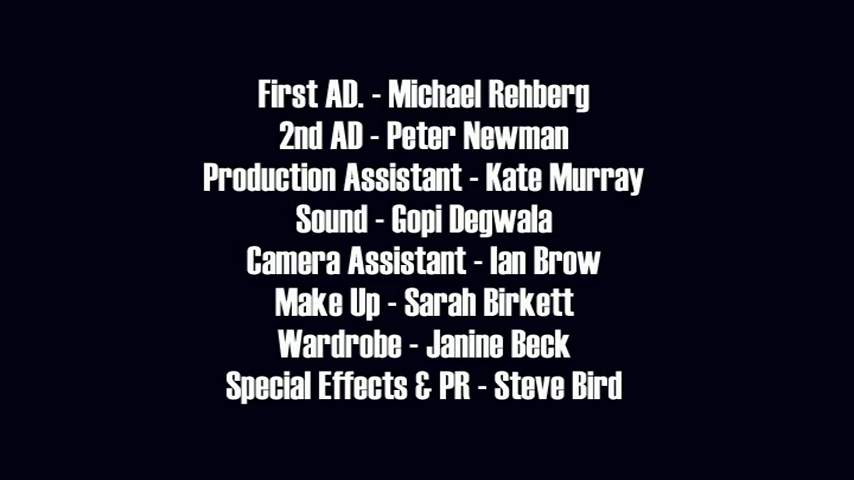 First AD. - Michael Rehberg
2nd AD - Peter Newman
Production Assistant - Kate Murray
Sound - Gopi Degwala
Camera Assistant - Ian Brow
Make Up - Sarah Birkett
Wardrobe - Janine Beck
Special Effects & PR - Steve Bird